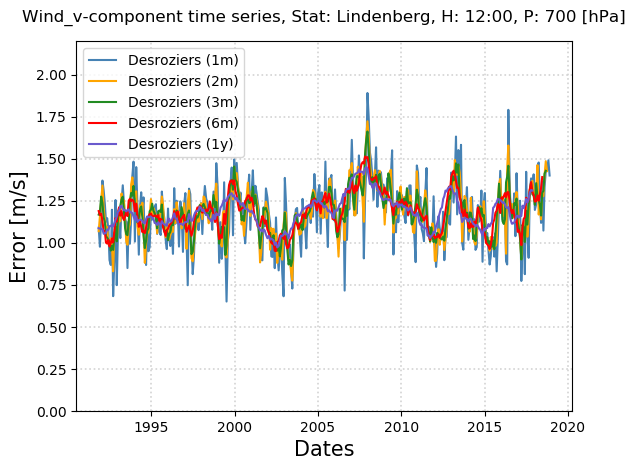 Wind_v-component time series, Stat: Lindenberg, H: 12:00, P: 700 [hPa]
Desroziers (1m)
Desroziers (2m)
Desroziers (3m)
Desroziers (6m)
Desroziers (1y)
Error [m/s]
2.00
1.75
1.50
1.25
1.00
0.75
0.50
0.25
0.00
1995
2000
2005
2010
2015
2020
Dates